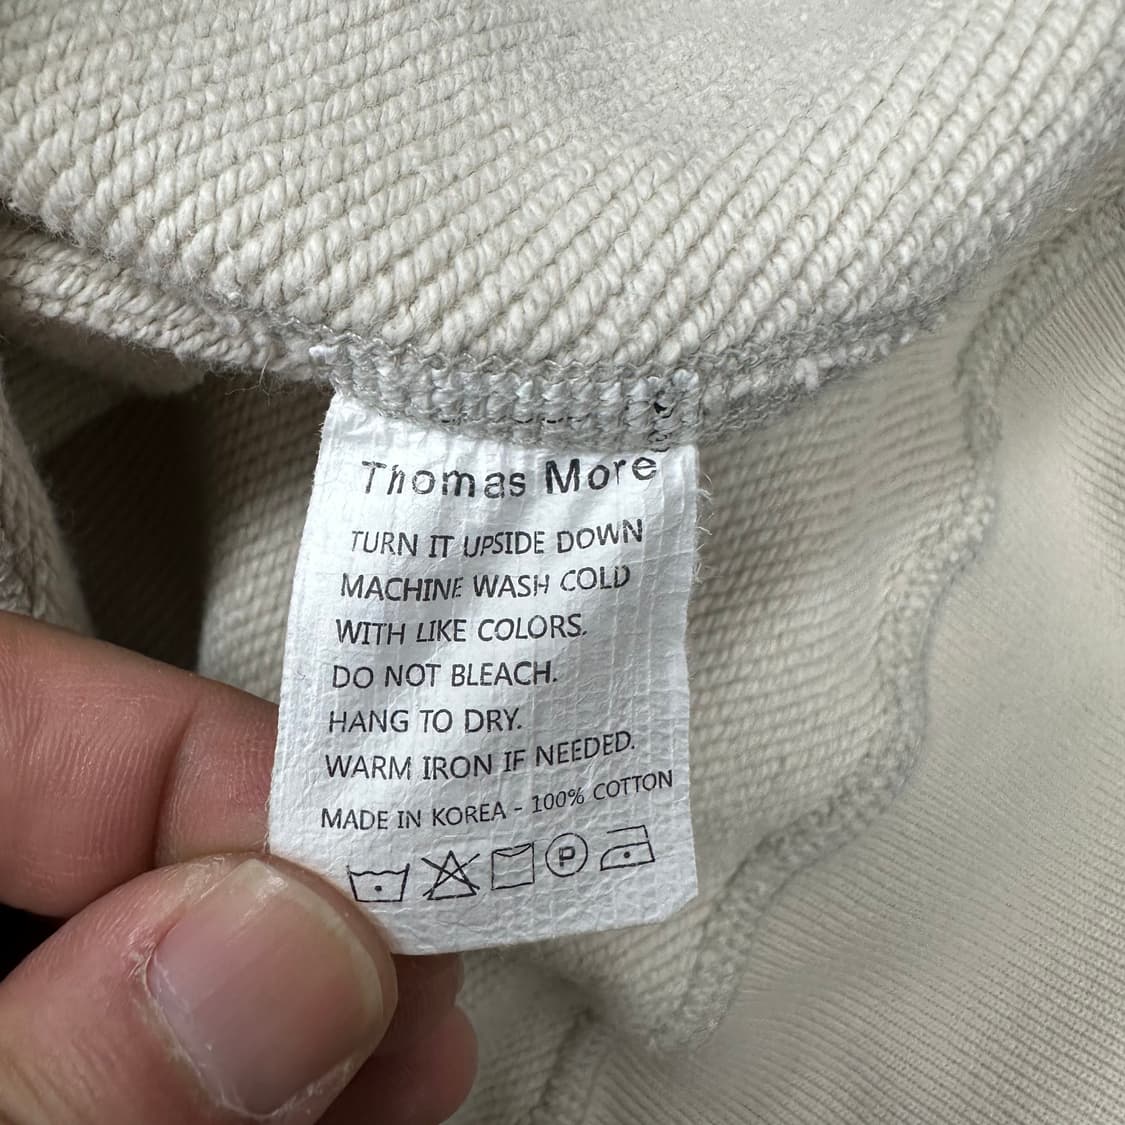 Thomas More
TURN IT UPSIDE DOWN
MACHINE WASH COLD
WITH LIKE COLORS.
DO NOT BLEACH.
HANG TO DRY.
WARM IRON IF NEEDED.
MADE IN KOREA - 100% COTTON
P